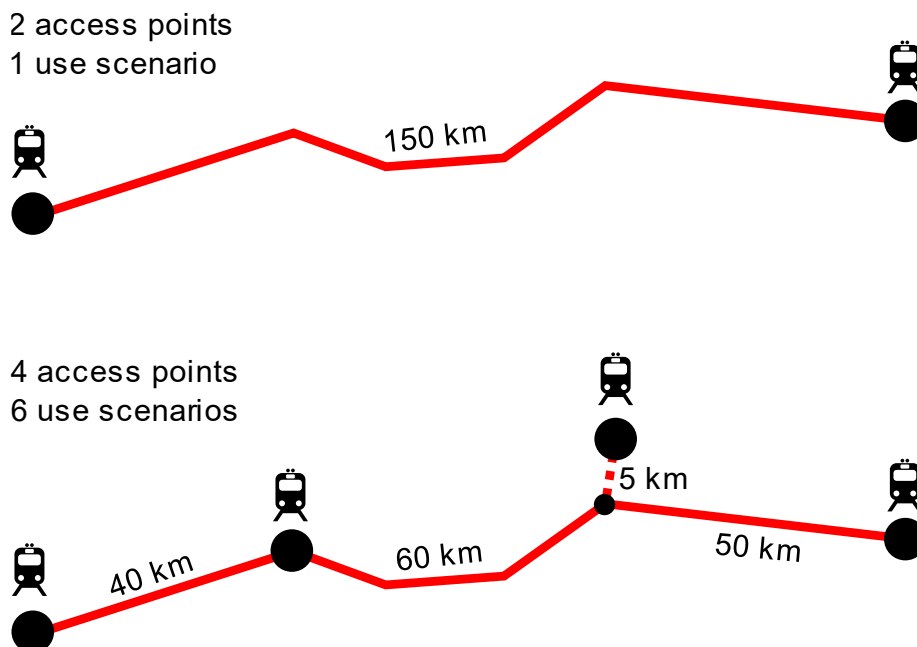 2 access points
1 use scenario
150 km
4 access points
6 use scenarios
5 km
40 km
60 km
50 km